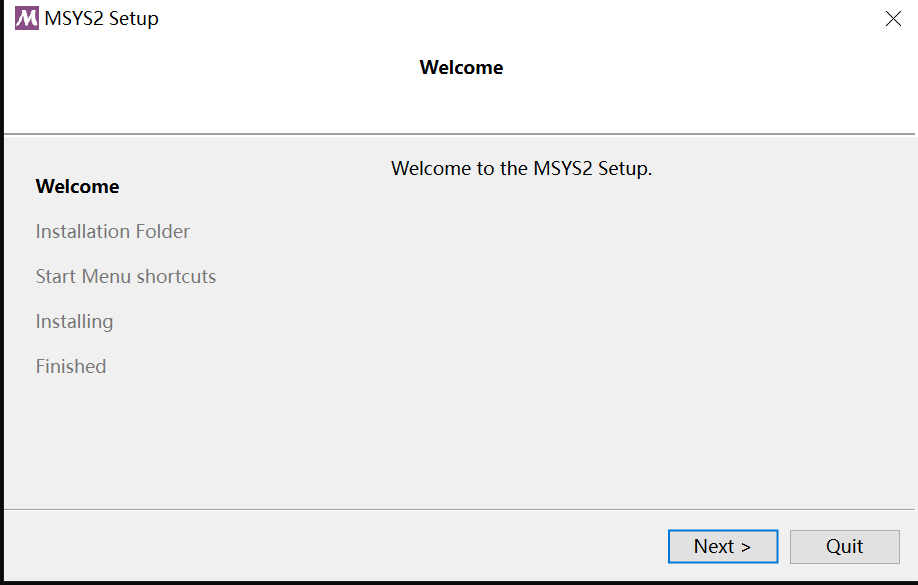 MSYS2 Setup
Welcome
Welcome
Installation Folder
Start Menu shortcuts
Installing
Finished
Welcome to the MSYS2 Setup.
Next >
Quit